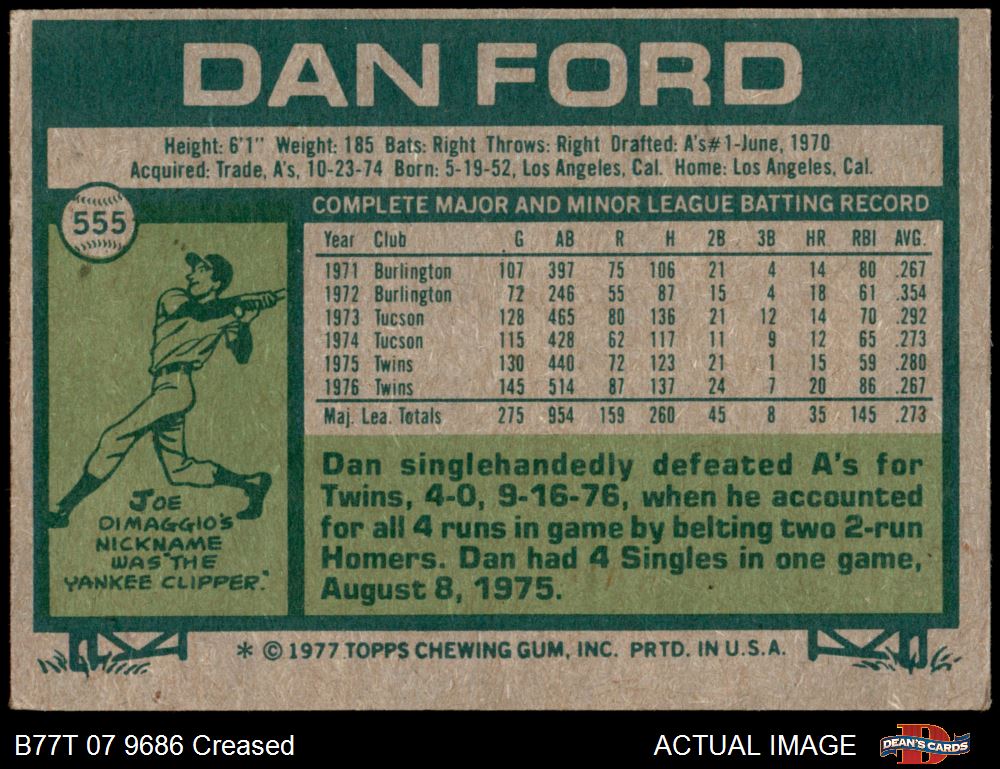 DAN FORD
Height: 6'1" Weight: 185 Bats: Right Throws: Right Drafted: A's#1-June, 1970
Acquired: Trade, A's, 10-23-74 Born: 5-19-52, Los Angeles, Cal. Home: Los Angeles, Cal.
555
COMPLETE MAJOR AND MINOR LEAGUE BATTING RECORD
Year Club G AB R H 2B 3B HR RBI AVG.
1971 Burlington 107 397 75 106 21 4 14 80 .267
1972 Burlington 72 246 55 87 15 4 18 61 .354
1973 Tucson 128 465 80 136 21 12 14 70 .292
1974 Tucson 115 428 62 117 11 9 12 65 .273
1975 Twins 130 440 72 123 21 1 15 59 .280
1976 Twins 145 514 87 137 24 7 20 86 .267
Maj. Lea. Totals 275 954 159 260 45 8 35 145 .273
Dan singlehandedly defeated A's for
Twins, 4-0, 9-16-76, when he accounted
for all 4 runs in game by belting two 2-run
Homers. Dan had 4 Singles in one game,
August 8, 1975.
JOE
DIMAGGIO'S
NICKNAME
WAS "THE
YANKEE CLIPPER."
* © 1977 TOPPS CHEWING GUM, INC. PRTD. IN U.S.A.
B77T 07 9686 Creased
ACTUAL IMAGE
DEAN'S CARDS